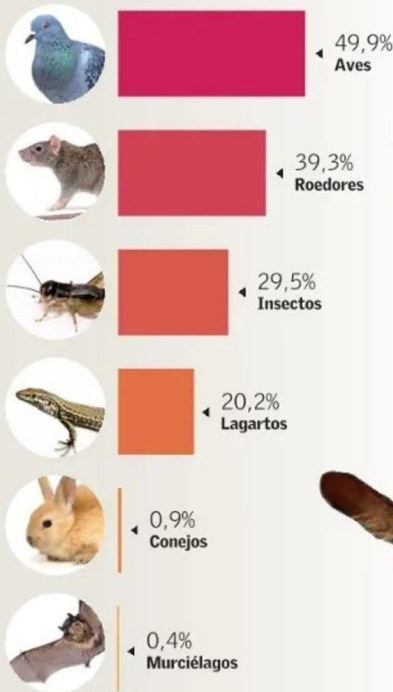 49,9%
Aves
39,3%
Roedores
29,5%
Insectos
20,2%
Lagartos
0,9%
Conejos
0,4%
Murciélagos